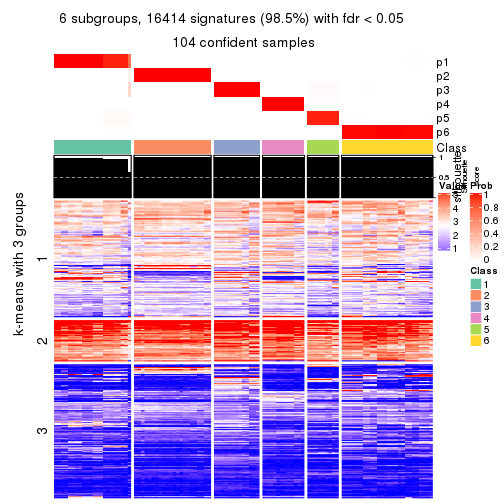 6 subgroups, 16414 signatures (98.5%) with fdr < 0.05
104 confident samples
p1
p2
p3
p4
p5
p6
Class
1
0.5
silhouette
score
Value
5
4
3
2
1
Prob
1
0.8
0.6
0.4
0.2
0
Class
1
2
3
4
5
6
k-means with 3 groups
1
2
3